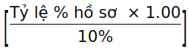 [Tỷ lệ % hồ sơ × 1.00]
10%